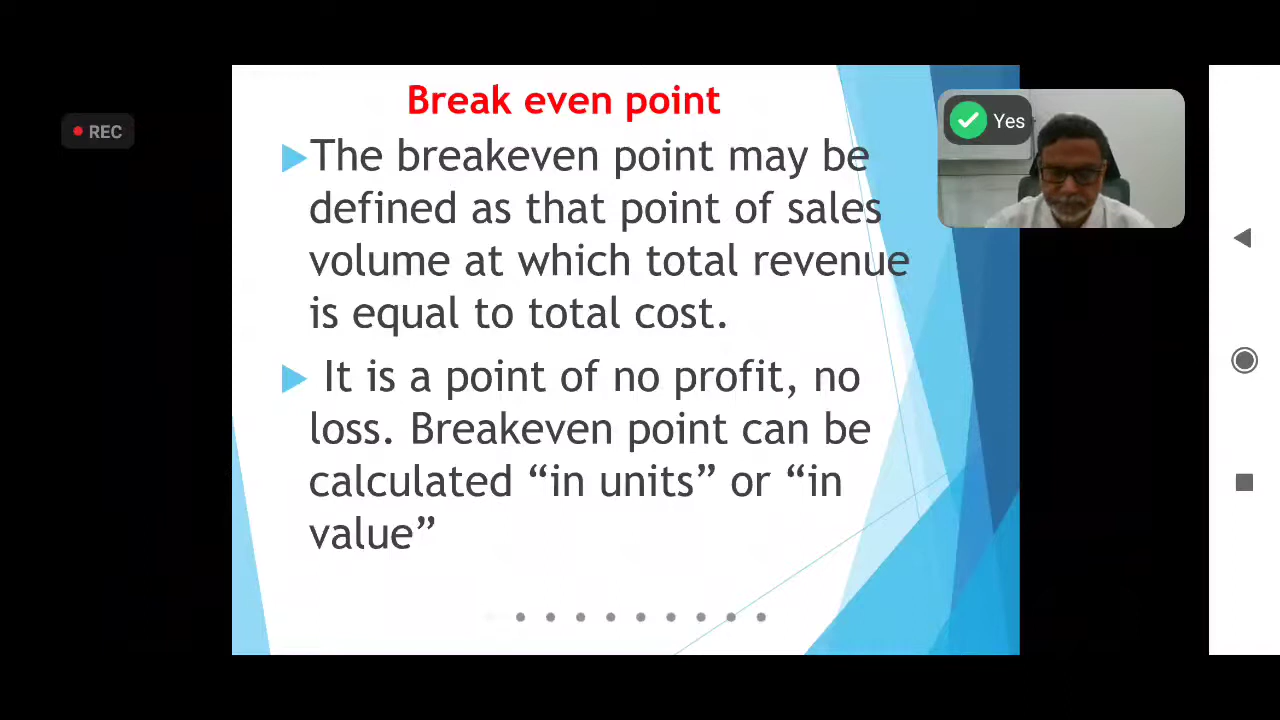 Break even point
REC
Yes
The breakeven point may be
defined as that point of sales
volume at which total revenue
is equal to total cost.
It is a point of no profit, no
loss. Breakeven point can be
calculated “in units” or “in
value”